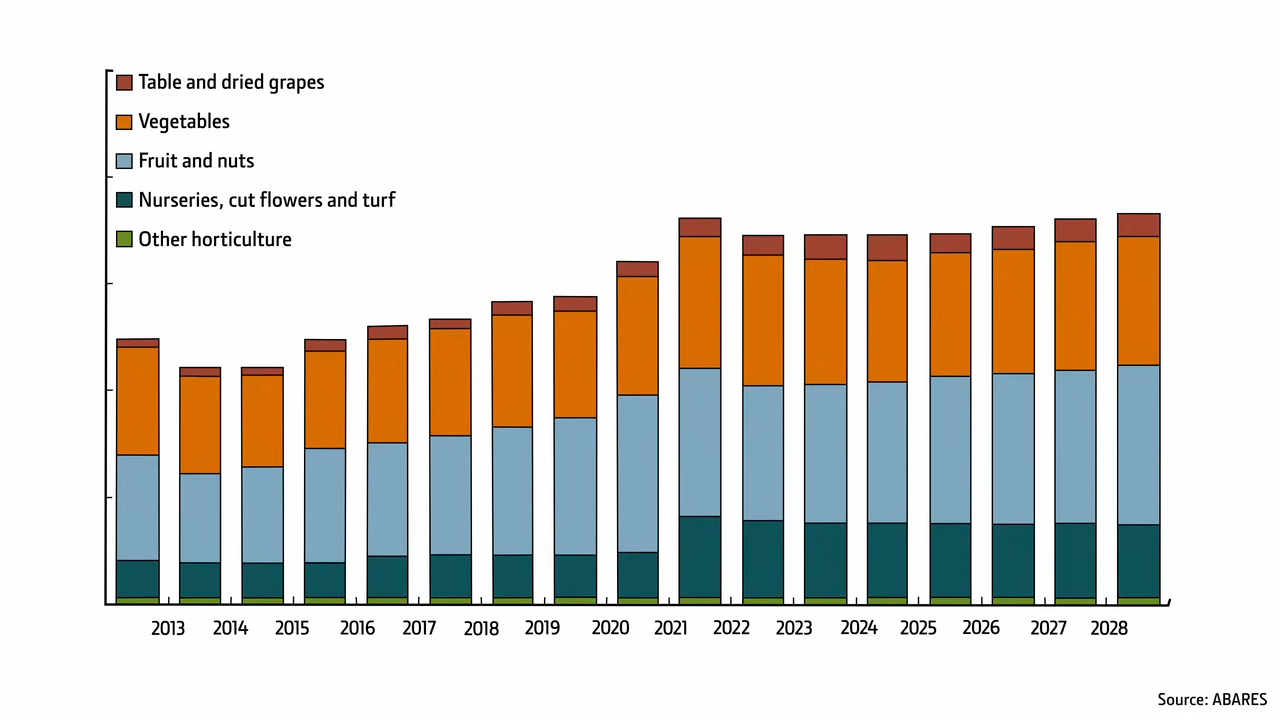 Table and dried grapes
Vegetables
Fruit and nuts
Nurseries, cut flowers and turf
Other horticulture
2013 2014 2015 2016 2017 2018 2019 2020 2021 2022 2023 2024 2025 2026 2027 2028
Source: ABARES